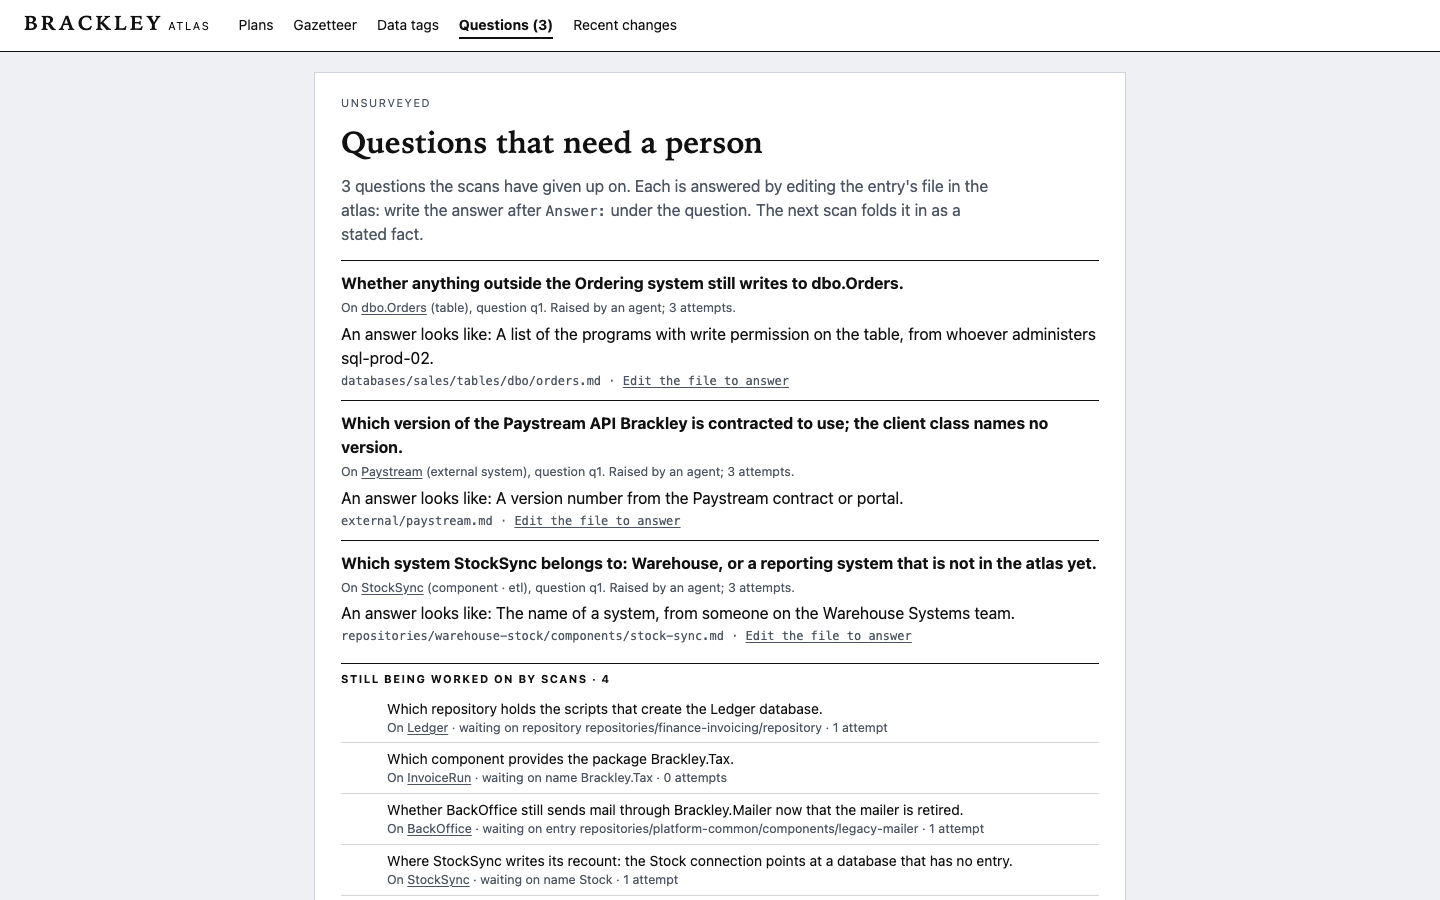 BRACKLEY ATLAS Plans Gazetteer Data tags Questions (3) Recent changes
UNSURVEYED
Questions that need a person
3 questions the scans have given up on. Each is answered by editing the entry's file in the
atlas: write the answer after Answer: under the question. The next scan folds it in as a
stated fact.
Whether anything outside the Ordering system still writes to dbo.Orders.
On dbo.Orders (table), question q1. Raised by an agent; 3 attempts.
An answer looks like: A list of the programs with write permission on the table, from whoever administers
sql-prod-02.
databases/sales/tables/dbo/orders.md · Edit the file to answer
Which version of the Paystream API Brackley is contracted to use; the client class names no
version.
On Paystream (external system), question q1. Raised by an agent; 3 attempts.
An answer looks like: A version number from the Paystream contract or portal.
external/paystream.md · Edit the file to answer
Which system StockSync belongs to: Warehouse, or a reporting system that is not in the atlas yet.
On StockSync (component · etl), question q1. Raised by an agent; 3 attempts.
An answer looks like: The name of a system, from someone on the Warehouse Systems team.
repositories/warehouse-stock/components/stock-sync.md · Edit the file to answer
STILL BEING WORKED ON BY SCANS · 4
Which repository holds the scripts that create the Ledger database.
On Ledger · waiting on repository repositories/finance-invoicing/repository · 1 attempt
Which component provides the package Brackley.Tax.
On InvoiceRun · waiting on name Brackley.Tax · 0 attempts
Whether BackOffice still sends mail through Brackley.Mailer now that the mailer is retired.
On BackOffice · waiting on entry repositories/platform-common/components/legacy-mailer · 1 attempt
Where StockSync writes its recount: the Stock connection points at a database that has no entry.
On StockSync · waiting on name Stock · 1 attempt